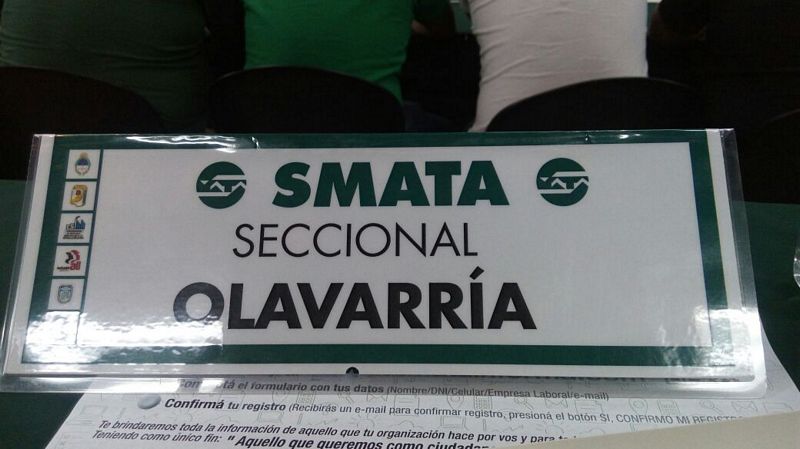 SMATA
SECCIONAL
OLAVARRÍA
el formulario con tus datos (Nombre/DNI/Celular/Empresa Laboral/e-mail)
Confirmá tu registro (Recibirás un e-mail para confirmar registro, presioná el botón SI, CONFIRMO MI
Te brindaremos toda la información de aquello que tu organización hace por vos y para
Teniendo como único fin: "Aquello que queremos como